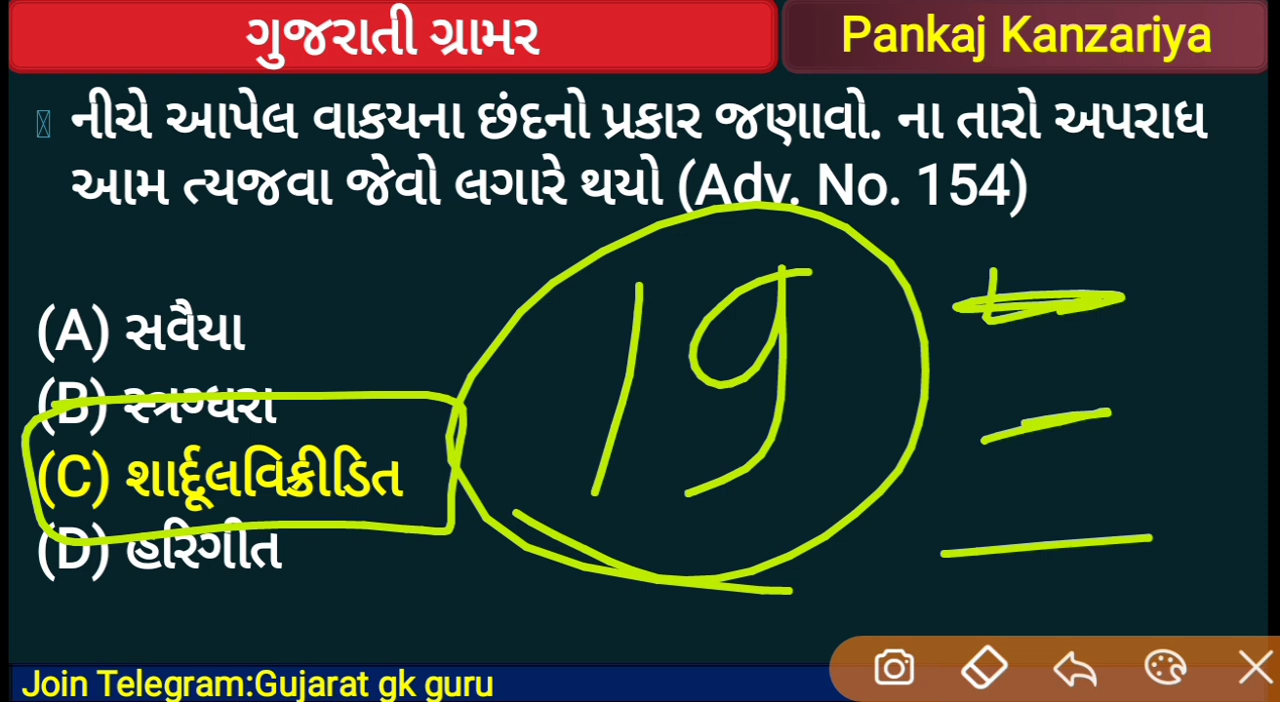 ગુજરાતી ગ્રામર
Pankaj Kanzariya
નીચે આપેલ વાક્યના છંદનો પ્રકાર જણાવો. ના તારો અપરાધ
આમ ત્યજવા જેવો લગારે થયો (Adv. No. 154)
(A) સવૈયા
(B) સ્ત્રગ્ધરા
(C) શાર્દૂલવિક્રીડિત
(D) હરિગીત
19
Join Telegram:Gujarat gk guru